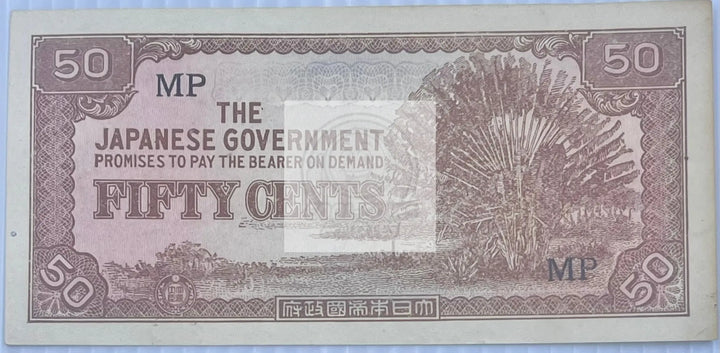 50 50
MP
THE
JAPANESE GOVERNMENT
PROMISES TO PAY THE BEARER ON DEMAND
FIFTY CENTS
MP
50 50
府政國帝本日大